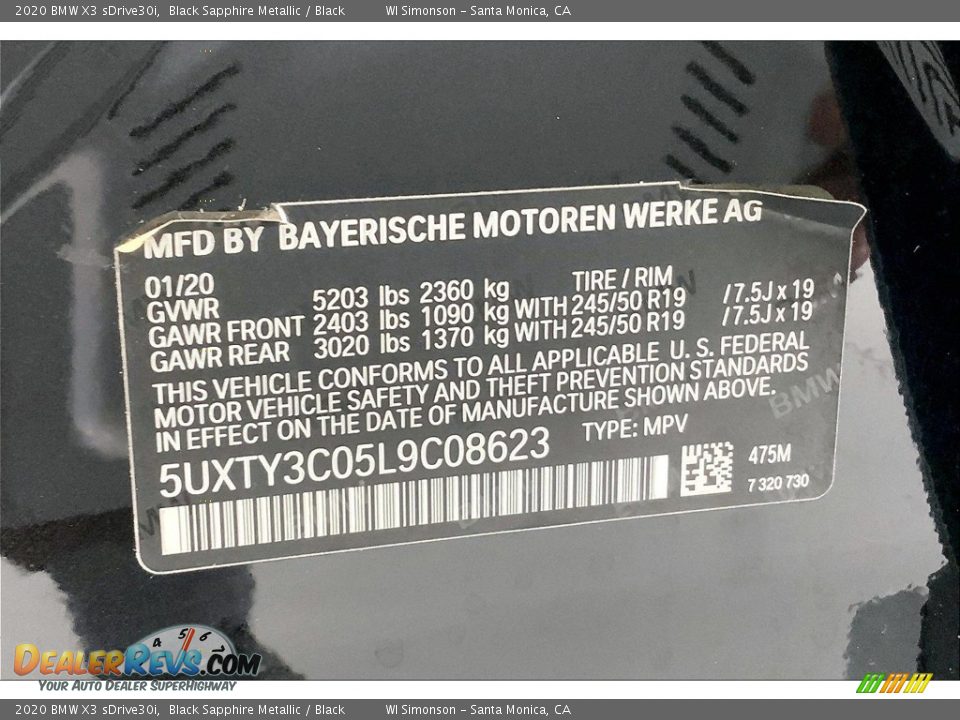 2020 BMW X3 sDrive30i, Black Sapphire Metallic / Black WI Simonson - Santa Monica, CA
MFD BY BAYERISCHE MOTOREN WERKE AG
01/20 TIRE / RIM
GVWR 5203 lbs 2360 kg
GAWR FRONT 2403 lbs 1090 kg WITH 245/50 R19 /7.5J x 19
GAWR REAR 3020 lbs 1370 kg WITH 245/50 R19 /7.5J x 19
THIS VEHICLE CONFORMS TO ALL APPLICABLE U. S. FEDERAL
MOTOR VEHICLE SAFETY AND THEFT PREVENTION STANDARDS
IN EFFECT ON THE DATE OF MANUFACTURE SHOWN ABOVE.
5UXTY3C05L9C08623 TYPE: MPV
475M
7 320 730
BMW
4 5 6
DEALERREVS.COM
YOUR AUTO DEALER SUPERHIGHWAY
2020 BMW X3 sDrive30i, Black Sapphire Metallic / Black WI Simonson - Santa Monica, CA